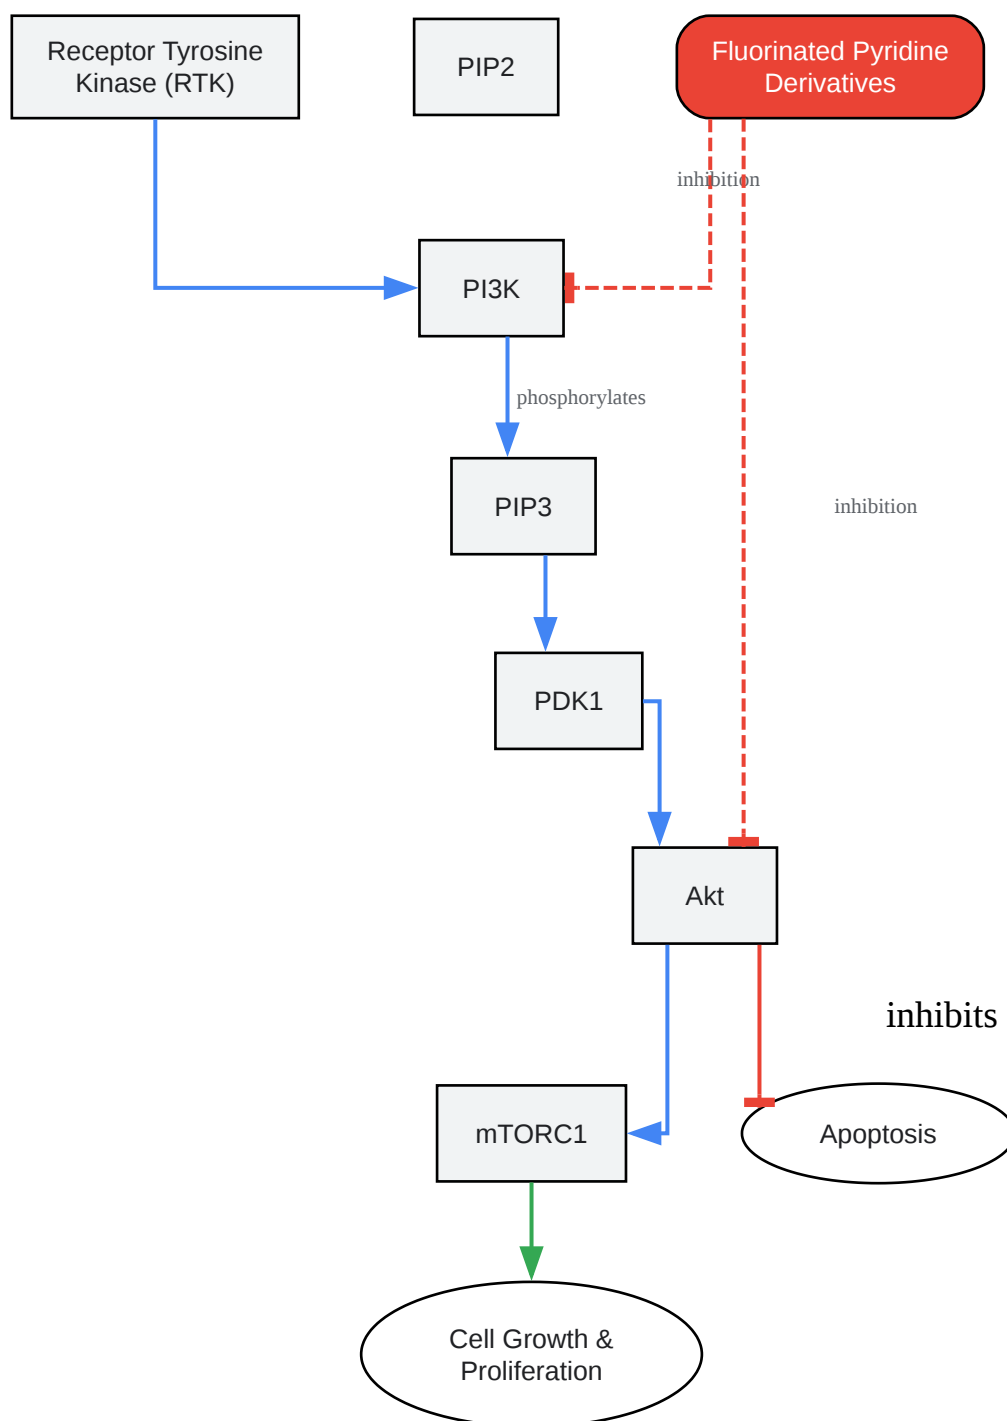 Receptor Tyrosine
Kinase (RTK)
PIP2
Fluorinated Pyridine
Derivatives
inhibition
PI3K
phosphorylates
PIP3
inhibition
PDK1
Akt
inhibits
mTORC1
Apoptosis
Cell Growth &
Proliferation